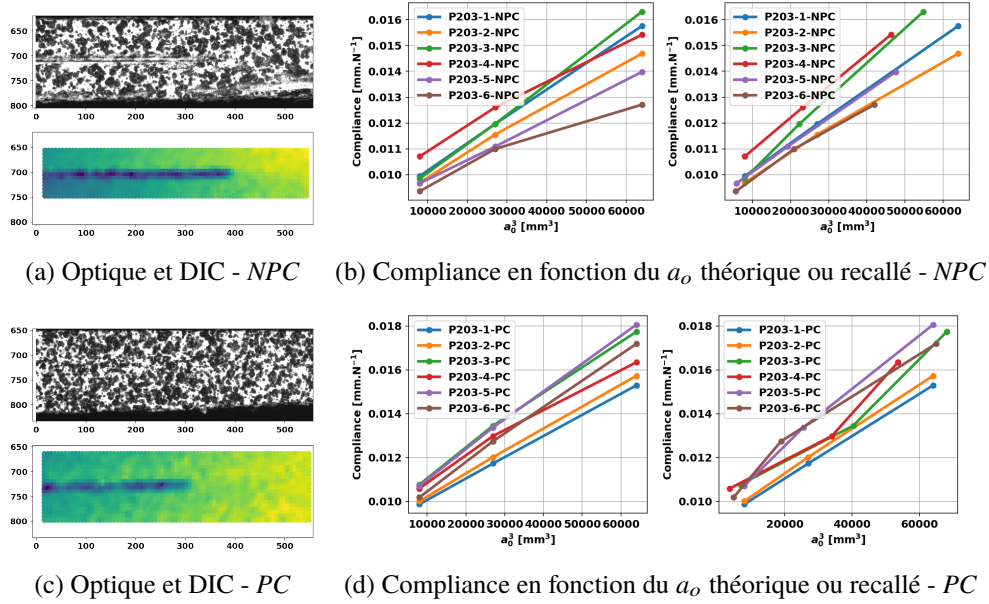 650
700
750
800
0 100 200 300 400 500
650
700
750
800
0 100 200 300 400 500
(a) Optique et DIC - NPC
Compliance [mm.N⁻¹]
0.016
0.015
0.014
0.013
0.012
0.011
0.010
P203-1-NPC
P203-2-NPC
P203-3-NPC
P203-4-NPC
P203-5-NPC
P203-6-NPC
10000 20000 30000 40000 50000 60000
a₀³ [mm³]
Compliance [mm.N⁻¹]
0.016
0.015
0.014
0.013
0.012
0.011
0.010
P203-1-NPC
P203-2-NPC
P203-3-NPC
P203-4-NPC
P203-5-NPC
P203-6-NPC
10000 20000 30000 40000 50000 60000
a₀³ [mm³]
(b) Compliance en fonction du aₒ théorique ou recallé - NPC
650
700
750
800
0 100 200 300 400 500
700
750
800
0 100 200 300 400 500
(c) Optique et DIC - PC
Compliance [mm.N⁻¹]
0.018
0.016
0.014
0.012
0.010
P203-1-PC
P203-2-PC
P203-3-PC
P203-4-PC
P203-5-PC
P203-6-PC
10000 20000 30000 40000 50000 60000
a₀³ [mm³]
Compliance [mm.N⁻¹]
0.018
0.016
0.014
0.012
0.010
P203-1-PC
P203-2-PC
P203-3-PC
P203-4-PC
P203-5-PC
P203-6-PC
20000 40000 60000
a₀³ [mm³]
(d) Compliance en fonction du aₒ théorique ou recallé - PC